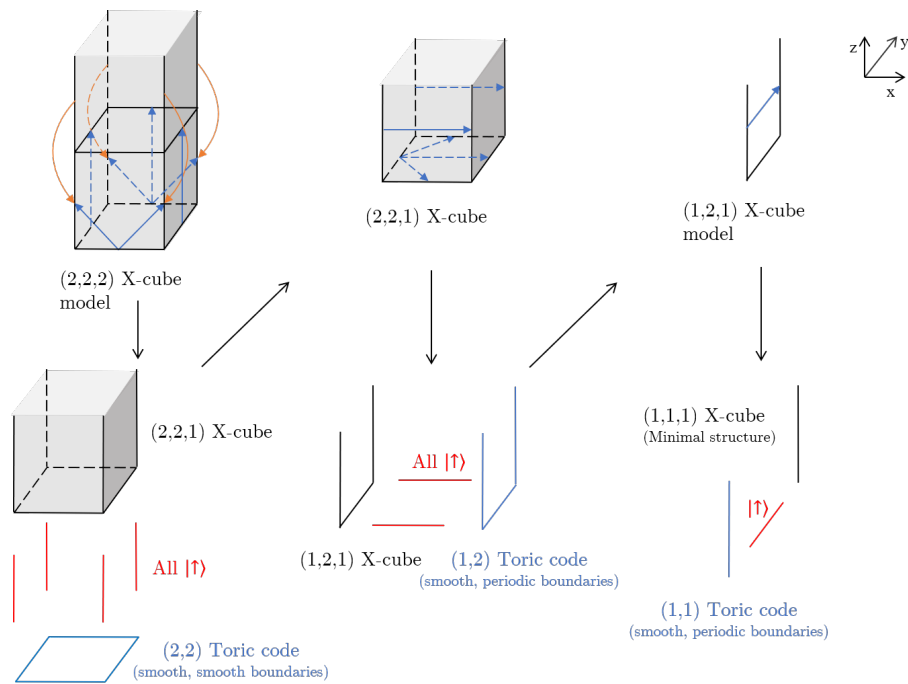 z
y
x
(2,2,1) X-cube
(1,2,1) X-cube
model
(2,2,2) X-cube
model
(2,2,1) X-cube
All |↑⟩
(2,2) Toric code
(smooth, smooth boundaries)
All |↑⟩
(1,2,1) X-cube
(1,2) Toric code
(smooth, periodic boundaries)
(1,1,1) X-cube
(Minimal structure)
|↑⟩
(1,1) Toric code
(smooth, periodic boundaries)